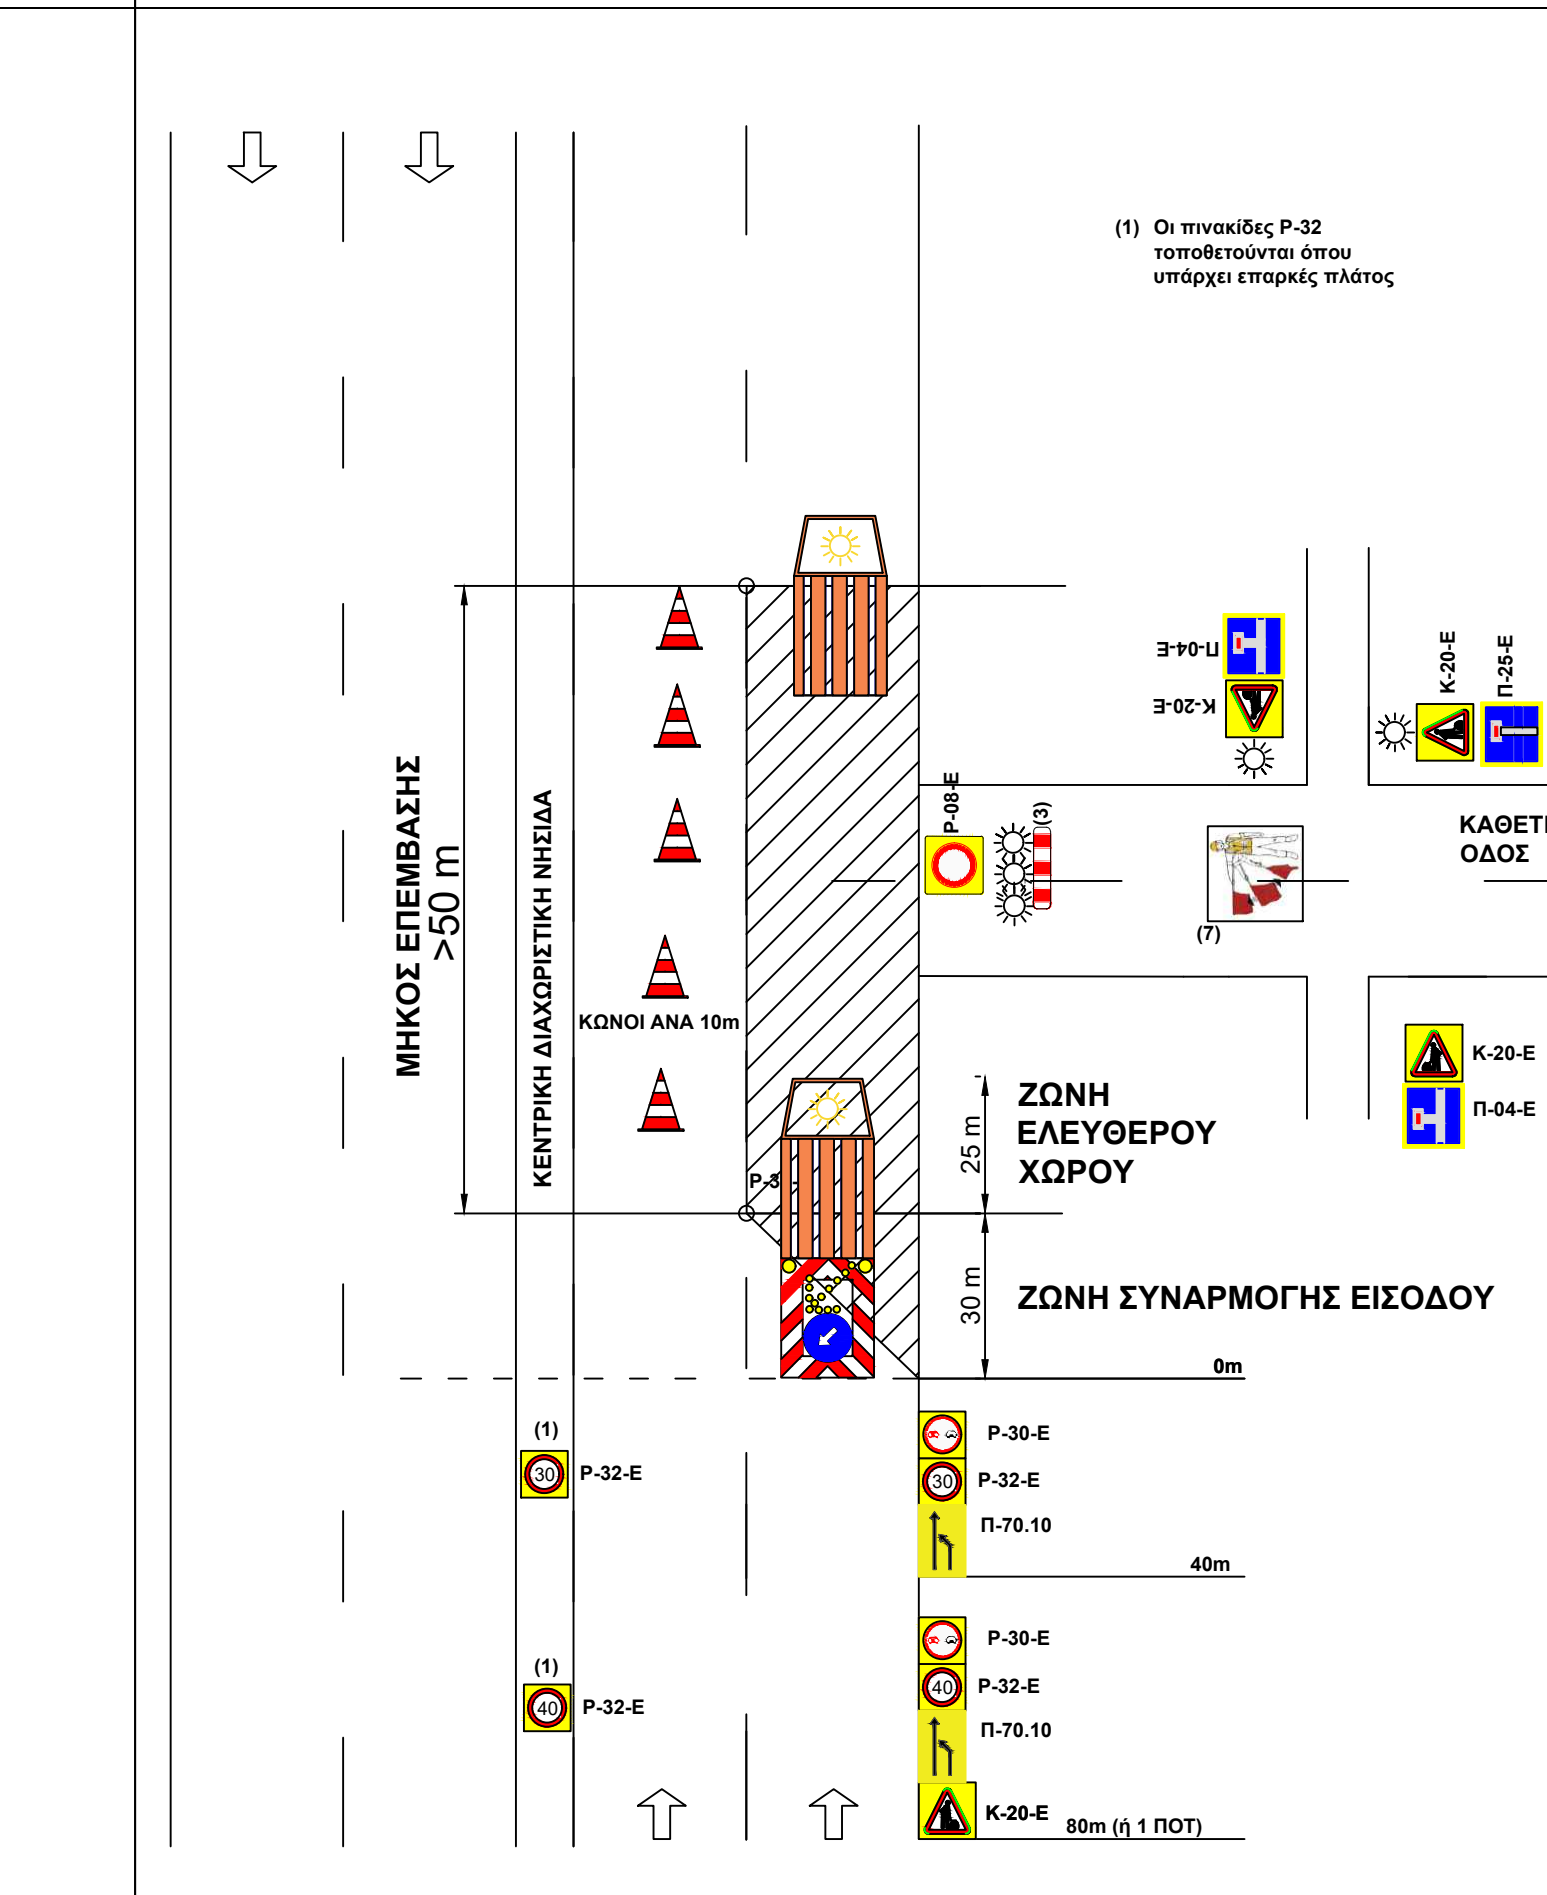 (1) Οι πινακίδες Ρ-32
τοποθετούνται όπου
υπάρχει επαρκές πλάτος
Π-04-Ε
Κ-20-Ε
Κ-20-Ε
Π-25-Ε
ΜΗΚΟΣ ΕΠΕΜΒΑΣΗΣ
>50 m
ΚΕΝΤΡΙΚΗ ΔΙΑΧΩΡΙΣΤΙΚΗ ΝΗΣΙΔΑ
Ρ-08-Ε
(3)
(7)
ΚΑΘΕΤ
ΟΔΟΣ
ΚΩΝΟΙ ΑΝΑ 10m
Κ-20-Ε
Π-04-Ε
25 m
ΖΩΝΗ
ΕΛΕΥΘΕΡΟΥ
ΧΩΡΟΥ
Ρ-3
30 m
ΖΩΝΗ ΣΥΝΑΡΜΟΓΗΣ ΕΙΣΟΔΟΥ
0m
(1)
30
Ρ-32-Ε
Ρ-30-Ε
30
Ρ-32-Ε
Π-70.10
40m
(1)
40
Ρ-32-Ε
Ρ-30-Ε
40
Ρ-32-Ε
Π-70.10
Κ-20-Ε
80m (ή 1 ΠΟΤ)